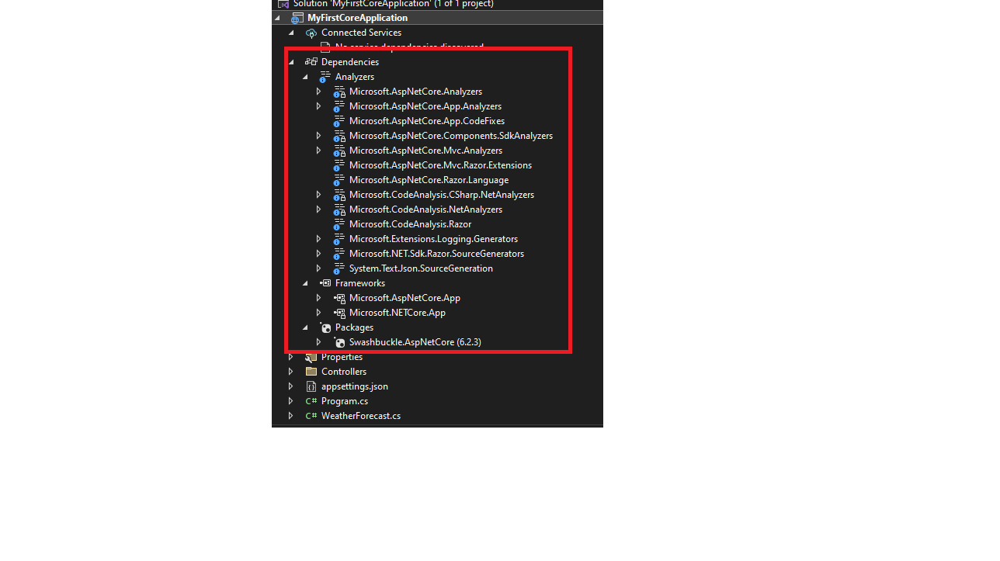 Solution 'MyFirstCoreApplication' (1 of 1 project)
MyFirstCoreApplication
Connected Services
No service dependencies discovered
Dependencies
Analyzers
Microsoft.AspNetCore.Analyzers
Microsoft.AspNetCore.App.Analyzers
Microsoft.AspNetCore.App.CodeFixes
Microsoft.AspNetCore.Components.SdkAnalyzers
Microsoft.AspNetCore.Mvc.Analyzers
Microsoft.AspNetCore.Mvc.Razor.Extensions
Microsoft.AspNetCore.Razor.Language
Microsoft.CodeAnalysis.CSharp.NetAnalyzers
Microsoft.CodeAnalysis.NetAnalyzers
Microsoft.CodeAnalysis.Razor
Microsoft.Extensions.Logging.Generators
Microsoft.NET.Sdk.Razor.SourceGenerators
System.Text.Json.SourceGeneration
Frameworks
Microsoft.AspNetCore.App
Microsoft.NETCore.App
Packages
Swashbuckle.AspNetCore (6.2.3)
Properties
Controllers
appsettings.json
C# Program.cs
C# WeatherForecast.cs